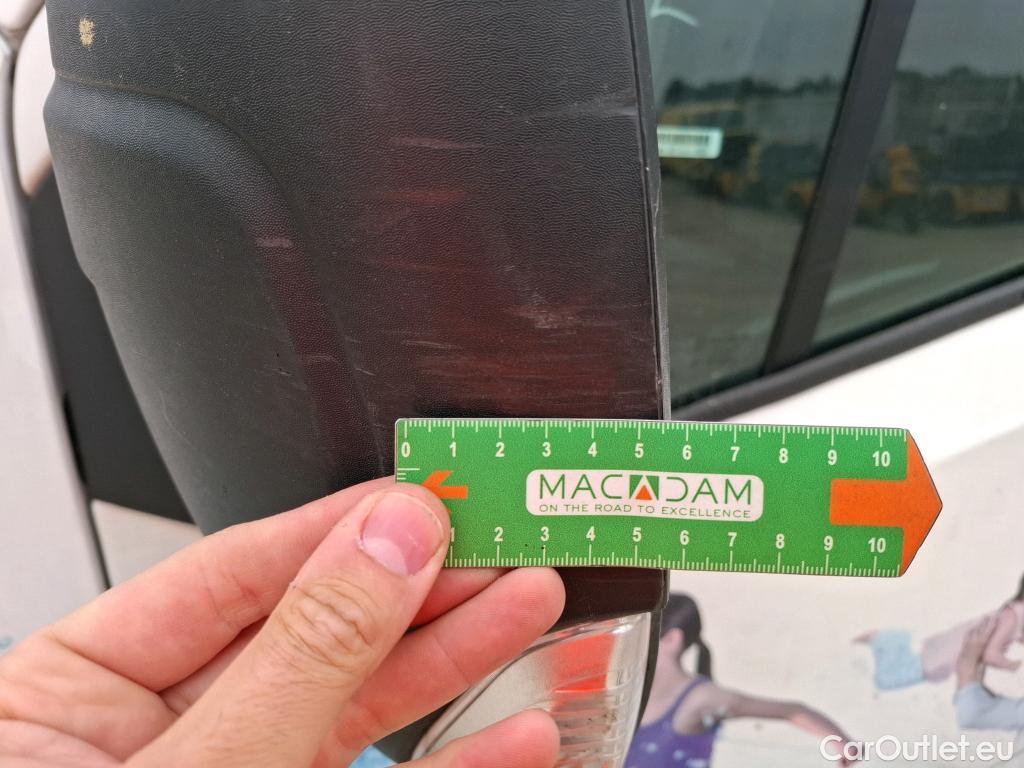 0 1 2 3 4 5 6 7 8 9 10
MACADAM
ON THE ROAD TO EXCELLENCE
1 2 3 4 5 6 7 8 9 10
CarOutlet.eu